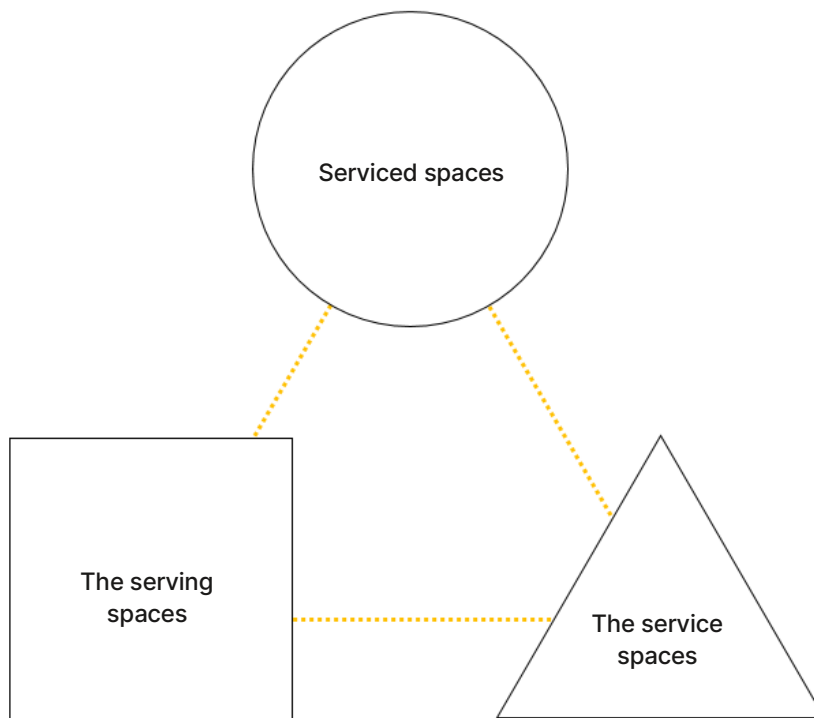 Serviced spaces
The serving
spaces
The service
spaces